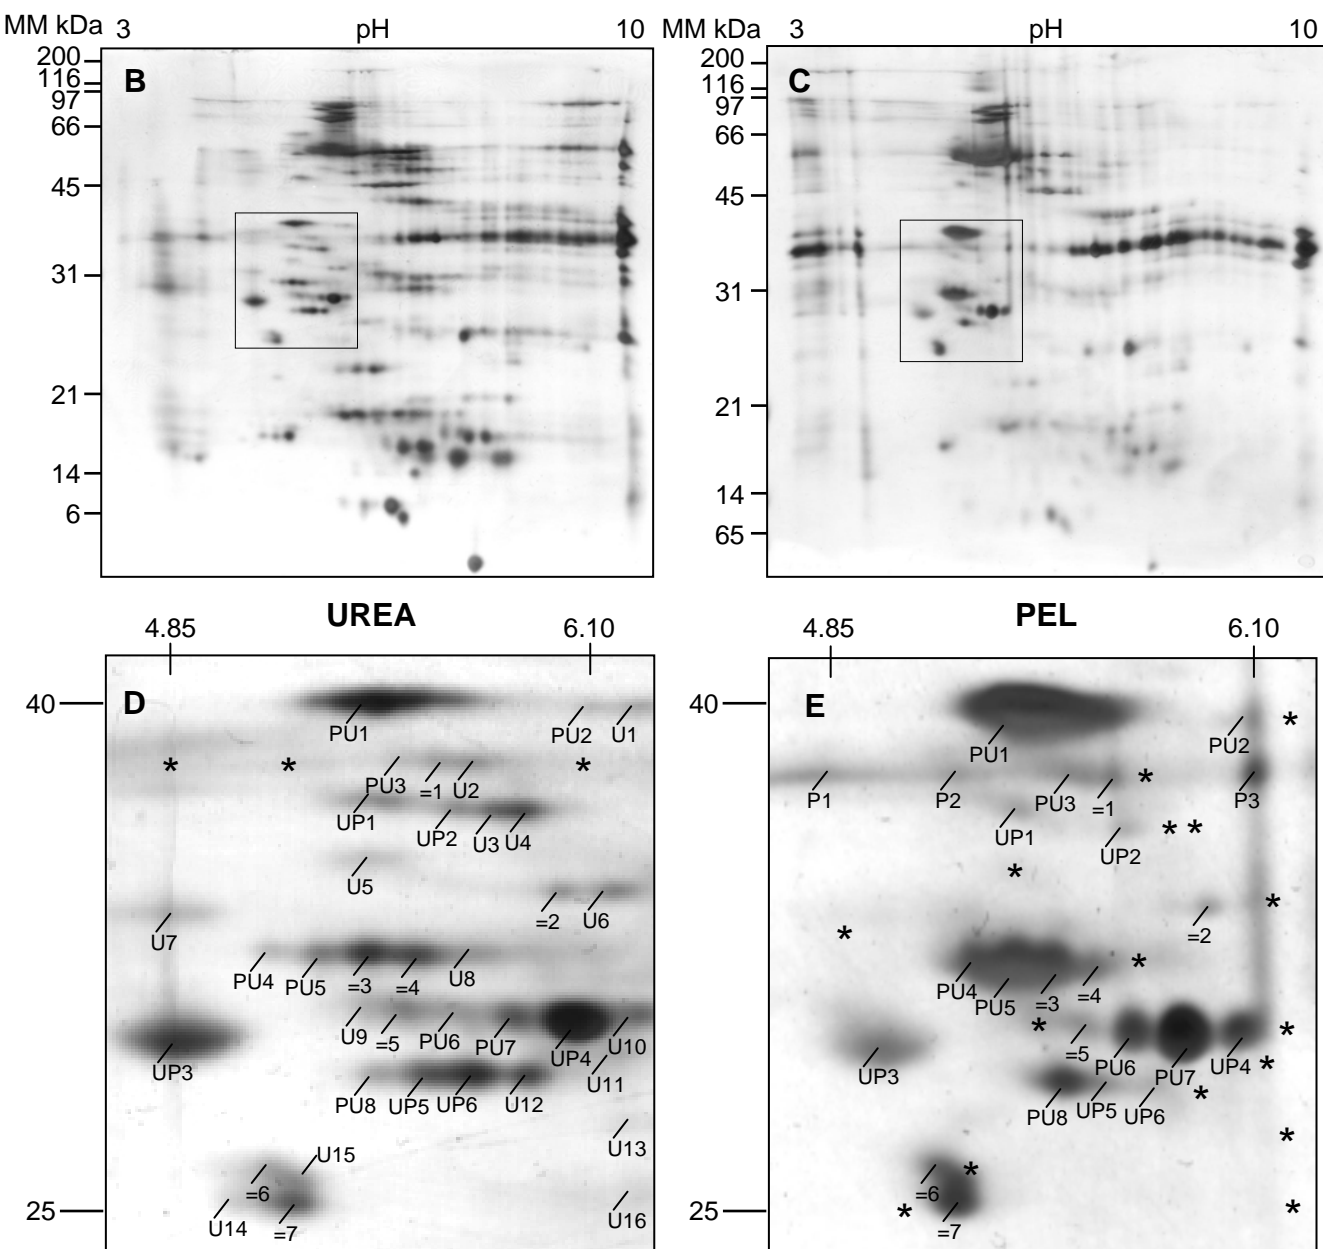 MM kDa 3 pH 10
200
116
97
66
45
31
21
14
6
B
MM kDa 3 pH 10
200
116
97
66
45
31
21
14
65
C
UREA
4.85 6.10
40
25
D
PU1 PU2 U1
* * *
PU3 =1 U2
UP1 UP2 U3 U4
U5
=2 U6
U7
PU4 PU5 =3 =4 U8
U9 =5 PU6 PU7 UP4 U10
UP3 U11
PU8 UP5 UP6 U12
U13
U15
=6
U14 =7 U16
PEL
4.85 6.10
40
25
E
*
PU1 PU2
*
P1 P2 PU3 =1 P3
* *
UP1 UP2
*
*
=2
* *
PU4 PU5 =3 =4
* *
=5 PU6 PU7 UP4 *
UP3
*
PU8 UP5 UP6
*
*
=6
* *
=7